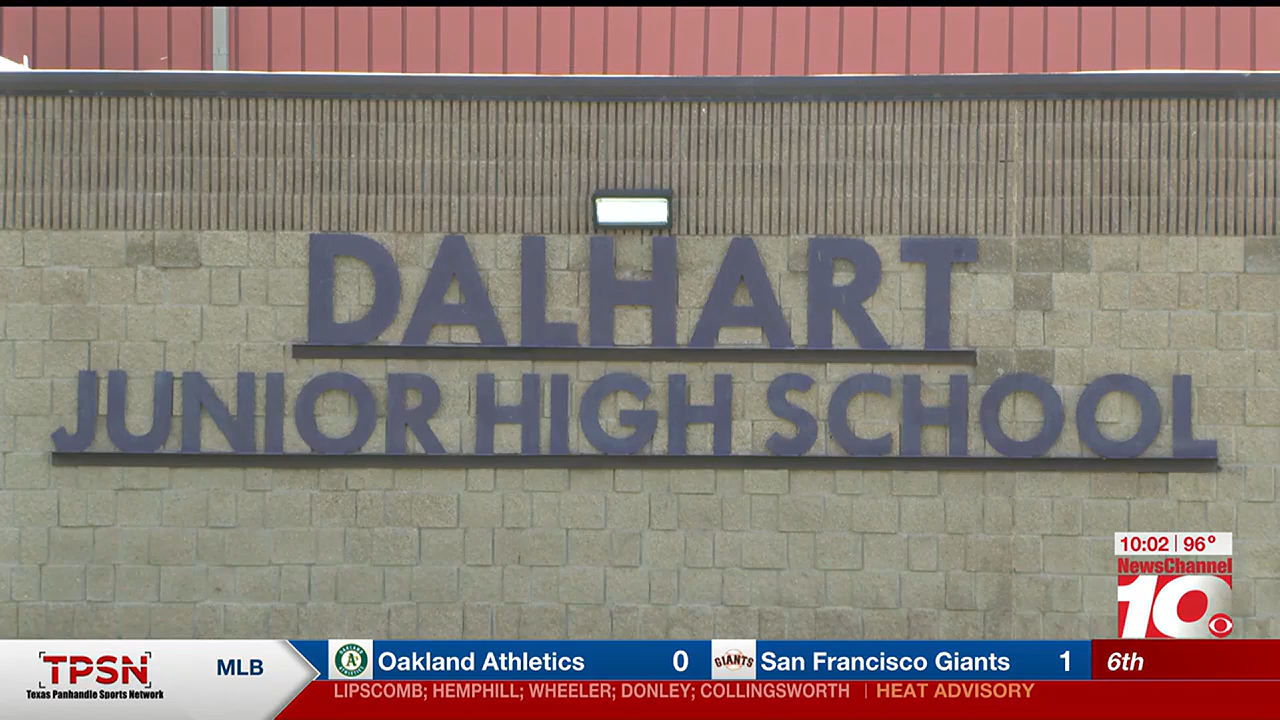 DALHART
JUNIOR HIGH SCHOOL
10:02 | 96°
NewsChannel
10
TPSN
Texas Panhandle Sports Network
MLB
Oakland Athletics 0
GIANTS
San Francisco Giants 1
6th
LIPSCOMB; HEMPHILL; WHEELER; DONLEY; COLLINGSWORTH | HEAT ADVISORY